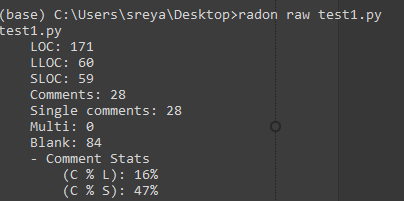 (base) C:\Users\sreya\Desktop>radon raw test1.py
test1.py
LOC: 171
LLOC: 60
SLOC: 59
Comments: 28
Single comments: 28
Multi: 0
Blank: 84
- Comment Stats
(C % L): 16%
(C % S): 47%